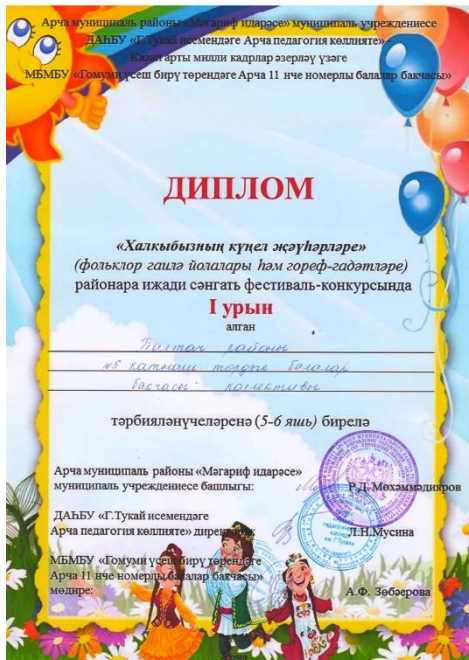 Арча муниципаль районы «Мәгариф идарәсе» муниципаль учреждениесе
ДАҺБУ «Г.Тукай исемендәге Арча педагогия көллияте» –
Казан арты милли кадрлар әзерләү үзәге
МБМБУ «Гомуми үсеш бирү төрендәге Арча 11 нче номерлы балалар бакчасы»
ДИПЛОМ
«Халкыбызның күңел җәүһәрләре»
(фольклор гаилә йолалары һәм гореф-гадәтләре)
районара иҗади сәнгать фестиваль-конкурсында
I урын
алган
Балтач районы
№5 катнаш төрдәге балалар
бакчасы коллективы
тәрбияләнүчеләренә (5-6 яшь) бирелә
Арча муниципаль районы «Мәгариф идарәсе»
муниципаль учреждениесе башлыгы: Р.Д.Мөхәммәдияров
ДАҺБУ «Г.Тукай исемендәге
Арча педагогия көллияте» Л.Н.Мусина
МБМБУ «Гомуми үсеш бирү төрендәге
Арча 11 нче номерлы балалар бакчасы»
мөдире: А.Ф. Зөбәерова